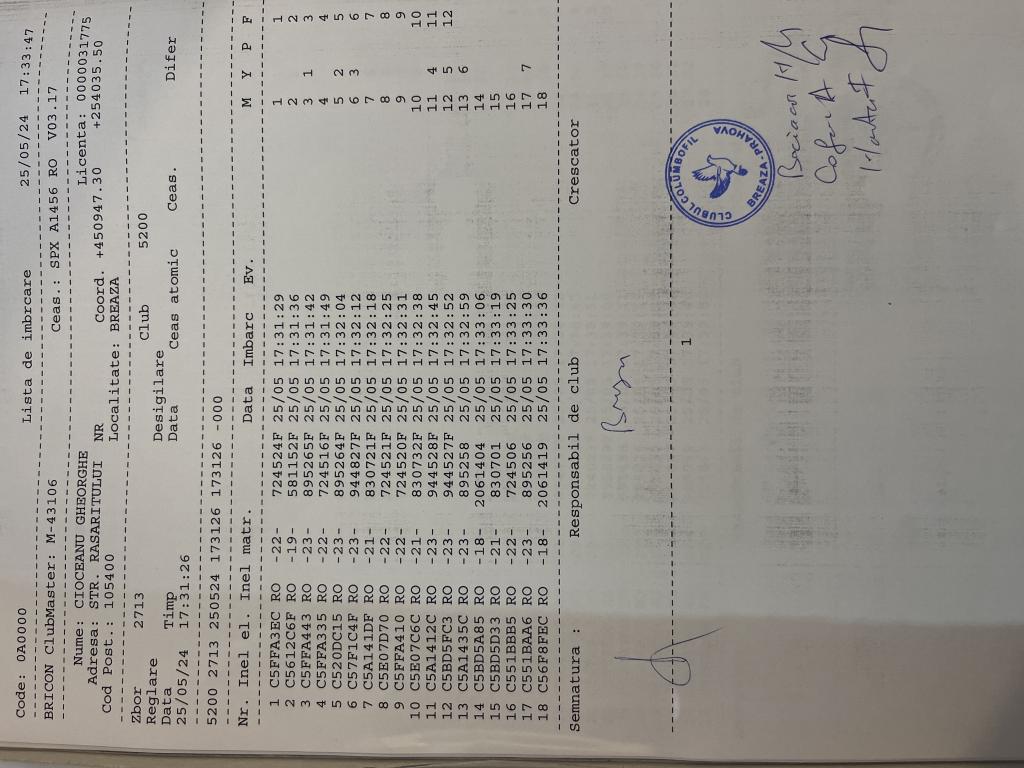 Code: 0A0000 Lista de imbrcare 25/05/24 17:33:47
BRICON ClubMaster: M-43106 Ceas.: SPX A1456 RO V03.17
Nume: CIOCEANU GHEORGHE Licenta: 0000031775
Adresa: STR. RASARITULUI NR Coord. +450947.30 +254035.50
Cod Post.: 105400 Localitate: BREAZA
Zbor 2713 Club 5200
Reglare Desigilare
Data Timp Data Ceas atomic Ceas. Difer
25/05/24 17:31:26
5200 2713 250524 173126 173126 -000
Nr. Inel el. Inel matr. Data Imbarc Ev. M Y P F
1 C5FFA3EC RO -22- 724524F 25/05 17:31:29 1 1
2 C5612C6F RO -19- 581152F 25/05 17:31:36 2 2
3 C5FFA443 RO -23- 895265F 25/05 17:31:42 3 1 3
4 C5FFA335 RO -22- 724516F 25/05 17:31:49 4 4
5 C520DC15 RO -23- 895264F 25/05 17:32:04 5 2 5
6 C57F1C4F RO -23- 944827F 25/05 17:32:12 6 3 6
7 C5A141DF RO -21- 830721F 25/05 17:32:18 7 7
8 C5E07D70 RO -22- 724521F 25/05 17:32:25 8 8
9 C5FFA410 RO -22- 724520F 25/05 17:32:31 9 9
10 C5E07C6C RO -21- 830732F 25/05 17:32:38 10 10
11 C5A1412C RO -23- 944528F 25/05 17:32:45 11 4 11
12 C5BD5FC3 RO -23- 944527F 25/05 17:32:52 12 5 12
13 C5A1435C RO -23- 895258 25/05 17:32:59 13 6
14 C5BD5A85 RO -18- 2061404 25/05 17:33:06 14
15 C5BD5D33 RO -21- 830701 25/05 17:33:19 15
16 C551BBB5 RO -22- 724506 25/05 17:33:25 16
17 C551BAA6 RO -23- 895256 25/05 17:33:30 17 7
18 C56F8FEC RO -18- 2061419 25/05 17:33:36 18
Semnatura : Responsabil de club Crescator
1
CLUBUL COLUMBOFIL
BREAZA-PRAHOVA